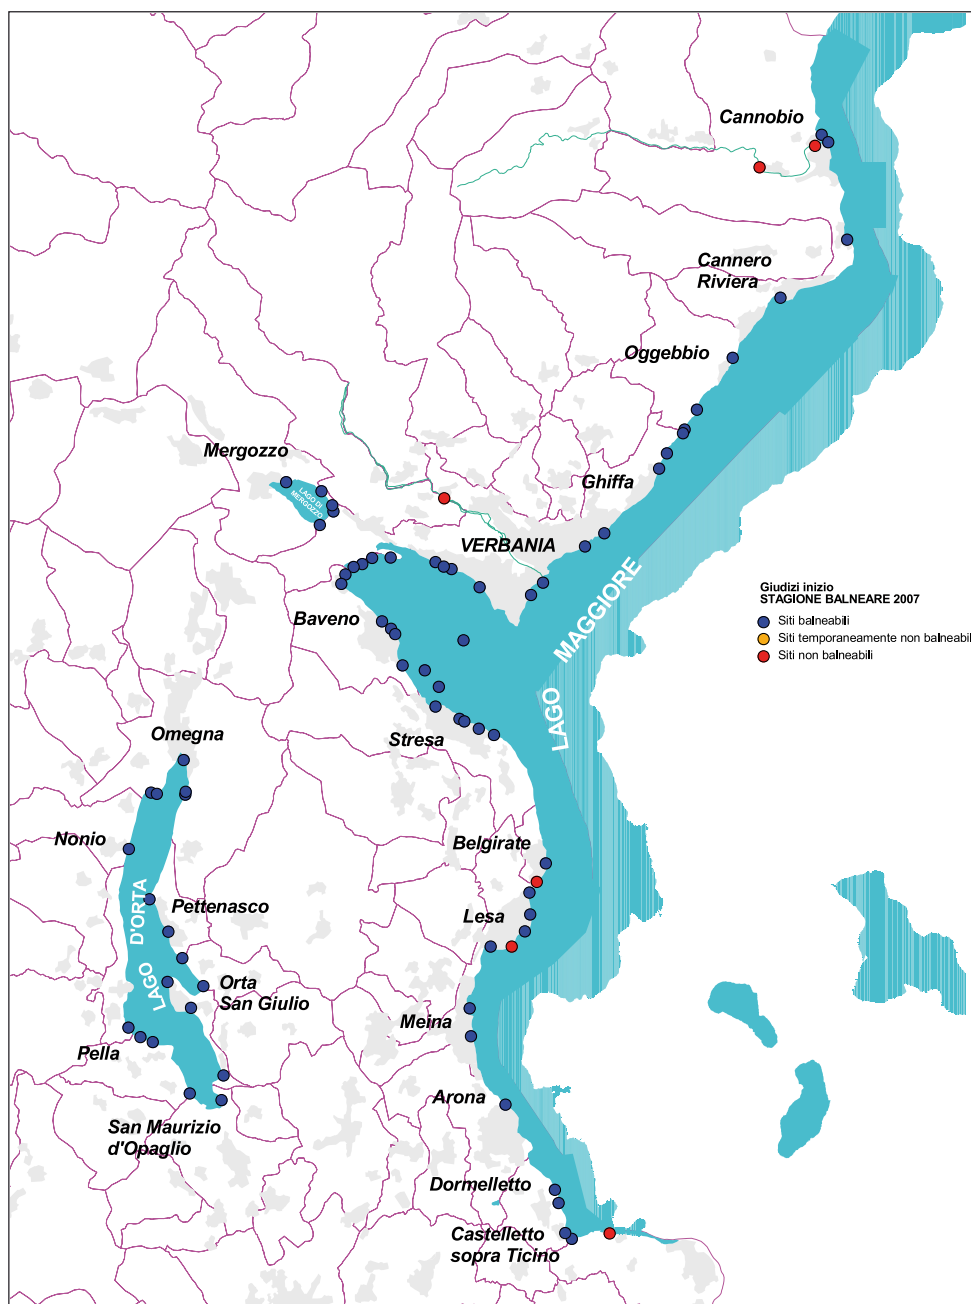 Cannobio
Cannero
Riviera
Oggebbio
Mergozzo
LAGO DI
MERGOZZO
Ghiffa
VERBANIA
Giudizi inizio
STAGIONE BALNEARE 2007
Siti balneabili
Siti temporaneamente non balneabil
Siti non balneabili
Baveno
LAGO MAGGIORE
Stresa
Omegna
Nonio
Belgirate
LAGO D'ORTA
Pettenasco
Lesa
Orta
San Giulio
Meina
Pella
Arona
San Maurizio
d'Opaglio
Dormelletto
Castelletto
sopra Ticino